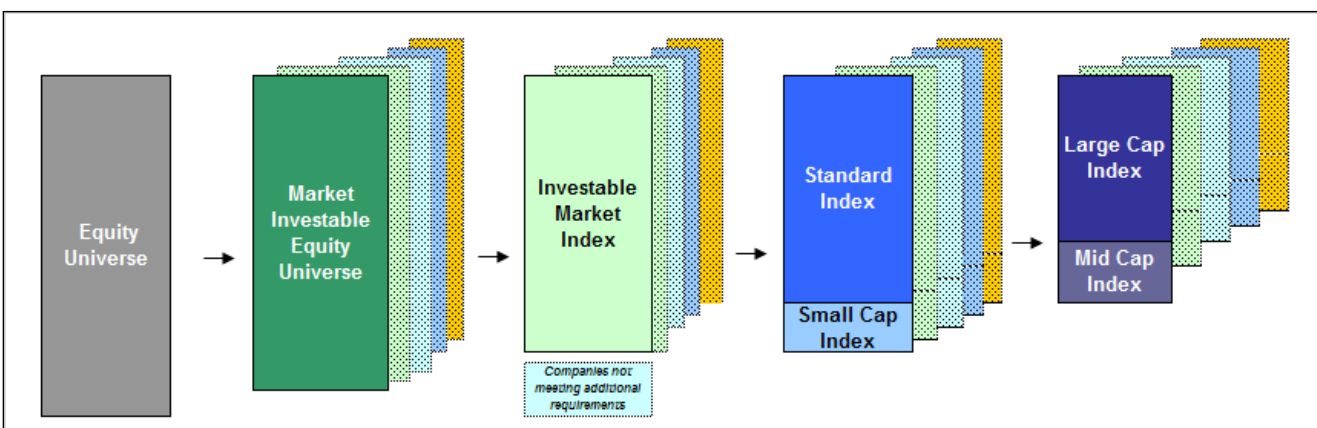 Equity
Universe
Market
Investable
Equity
Universe
Investable
Market
Index
Companies not
meeting additional
requirements
Standard
Index
Small Cap
Index
Large Cap
Index
Mid Cap
Index